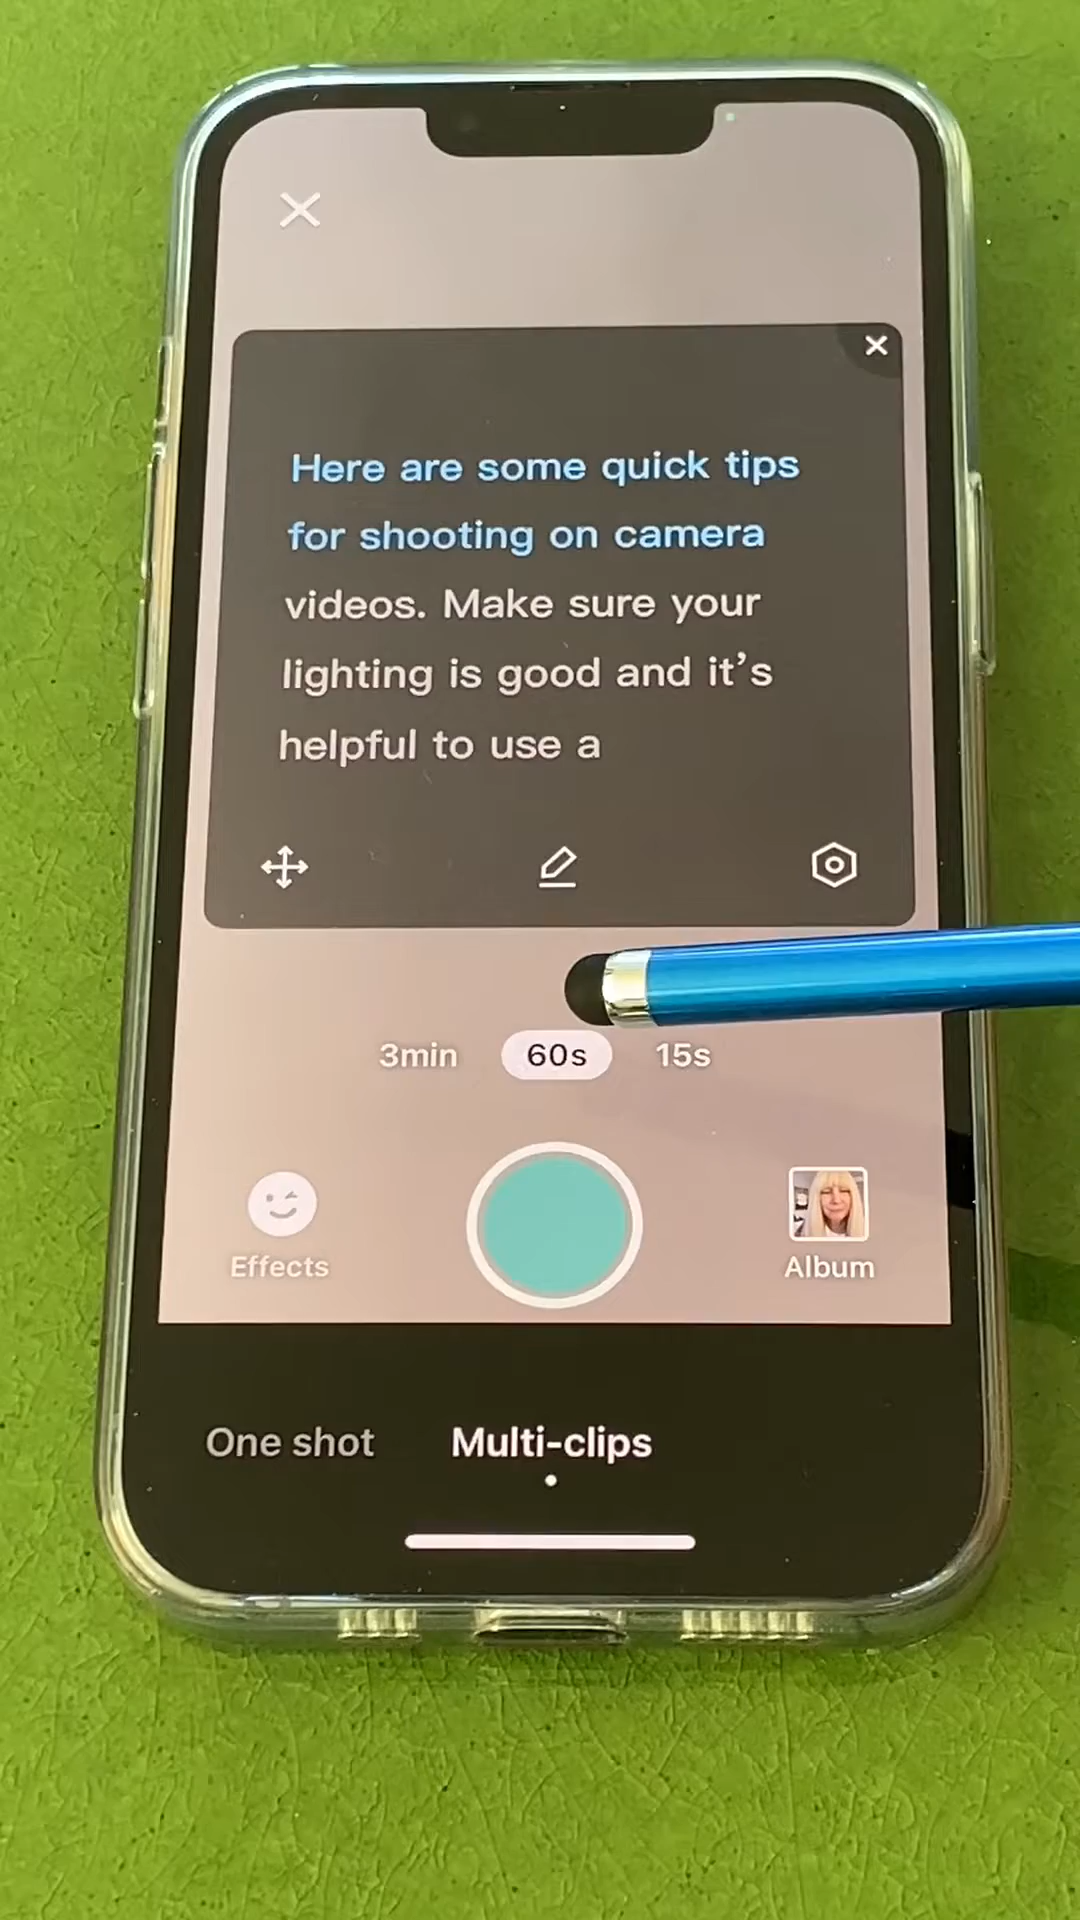 Here are some quick tips
for shooting on camera
videos. Make sure your
lighting is good and it's
helpful to use a
3min 60s 15s
Effects
Album
One shot Multi-clips